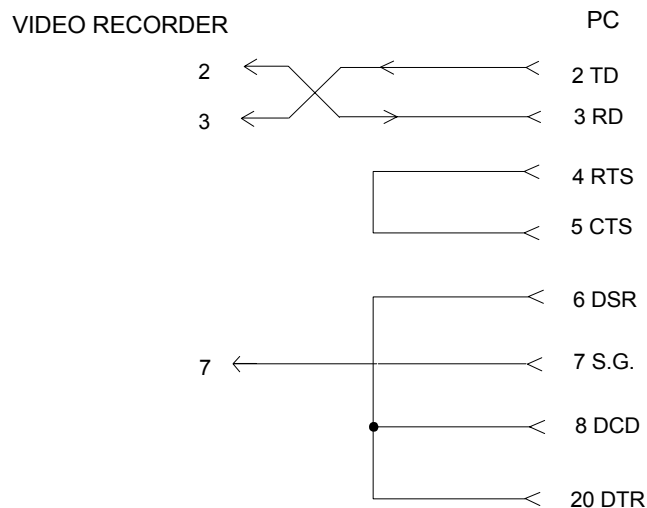 VIDEO RECORDER
PC
2
2 TD
3
3 RD
4 RTS
5 CTS
6 DSR
7
7 S.G.
8 DCD
20 DTR